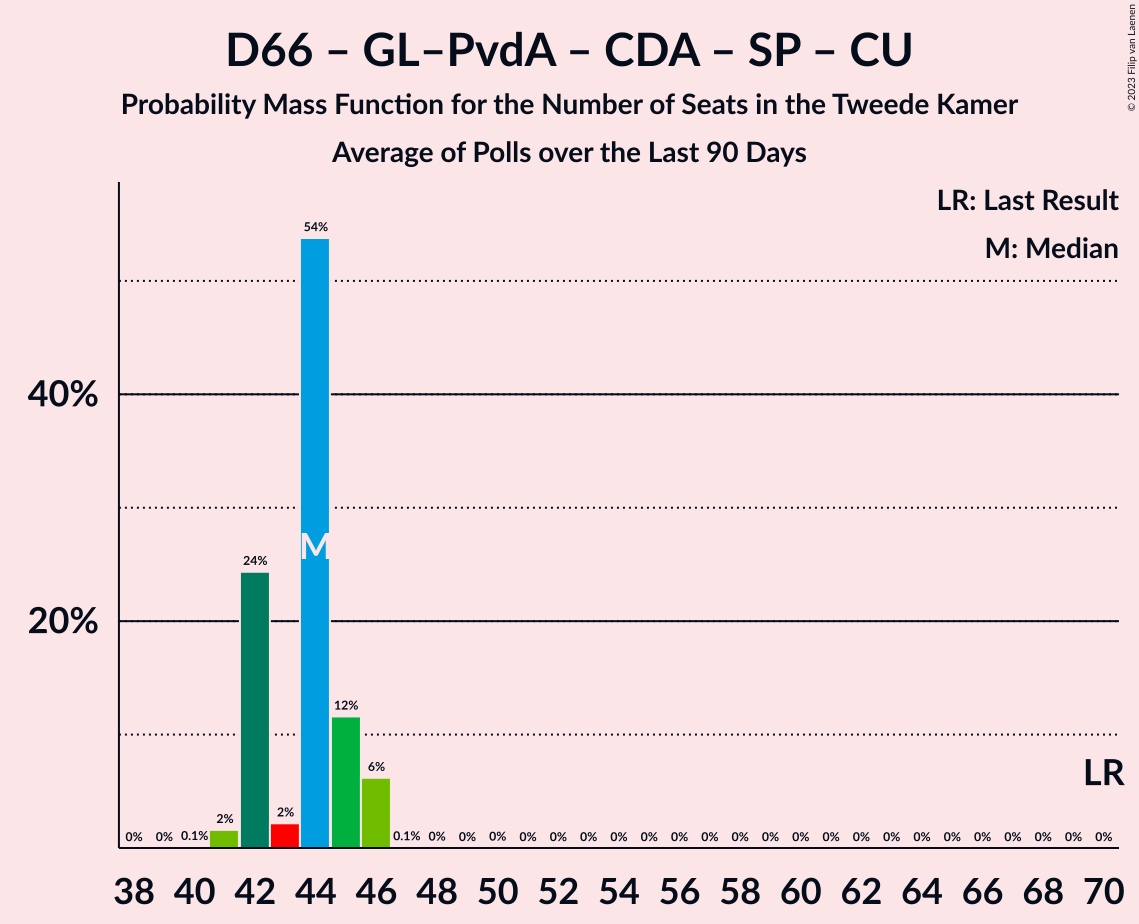 D66 – GL–PvdA – CDA – SP – CU
Probability Mass Function for the Number of Seats in the Tweede Kamer
Average of Polls over the Last 90 Days
© 2023 Filip van Laenen
LR: Last Result
M: Median
54%
40%
M
24%
20%
12%
6%
LR
0% 0% 0.1% 2% 2% 0.1% 0% 0% 0% 0% 0% 0% 0% 0% 0% 0% 0% 0% 0% 0% 0% 0% 0% 0% 0% 0% 0% 0% 0%
38 40 42 44 46 48 50 52 54 56 58 60 62 64 66 68 70